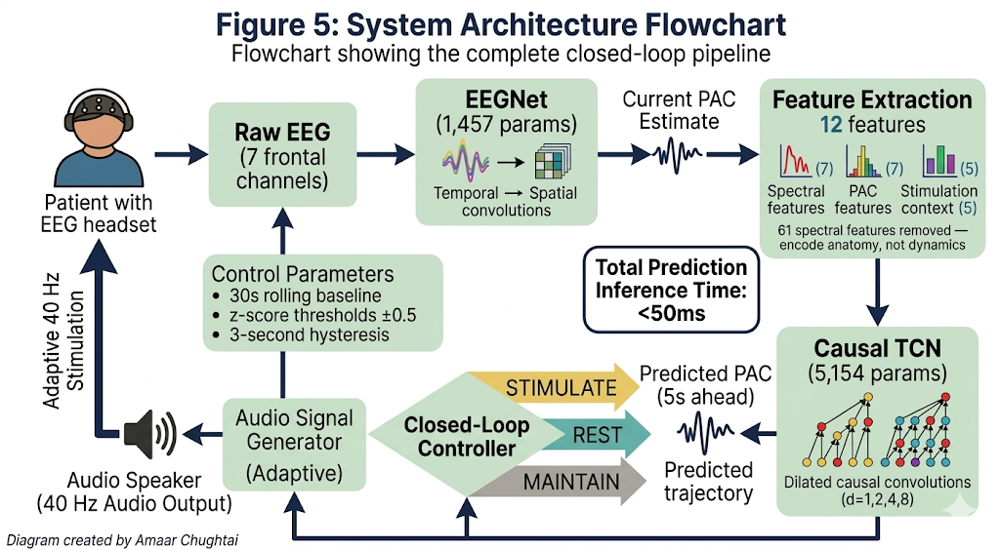 Figure 5: System Architecture Flowchart
Flowchart showing the complete closed-loop pipeline
Patient with
EEG headset
Raw EEG
(7 frontal
channels)
EEGNet
(1,457 params)
Temporal → Spatial
convolutions
Current PAC
Estimate
Feature Extraction
12 features
(7)
(7)
(5)
Spectral
features
PAC
features
Stimulation
context (5)
61 spectral features removed —
encode anatomy, not dynamics
Control Parameters
• 30s rolling baseline
• z-score thresholds ±0.5
• 3-second hysteresis
Total Prediction
Inference Time:
<50ms
Adaptive 40 Hz
Stimulation
Causal TCN
(5,154 params)
Dilated causal convolutions
(d=1,2,4,8)
Predicted PAC
(5s ahead)
Predicted
trajectory
STIMULATE
REST
MAINTAIN
Closed-Loop
Controller
Audio Signal
Generator
(Adaptive)
Audio Speaker
(40 Hz Audio Output)
Diagram created by Amaar Chughtai